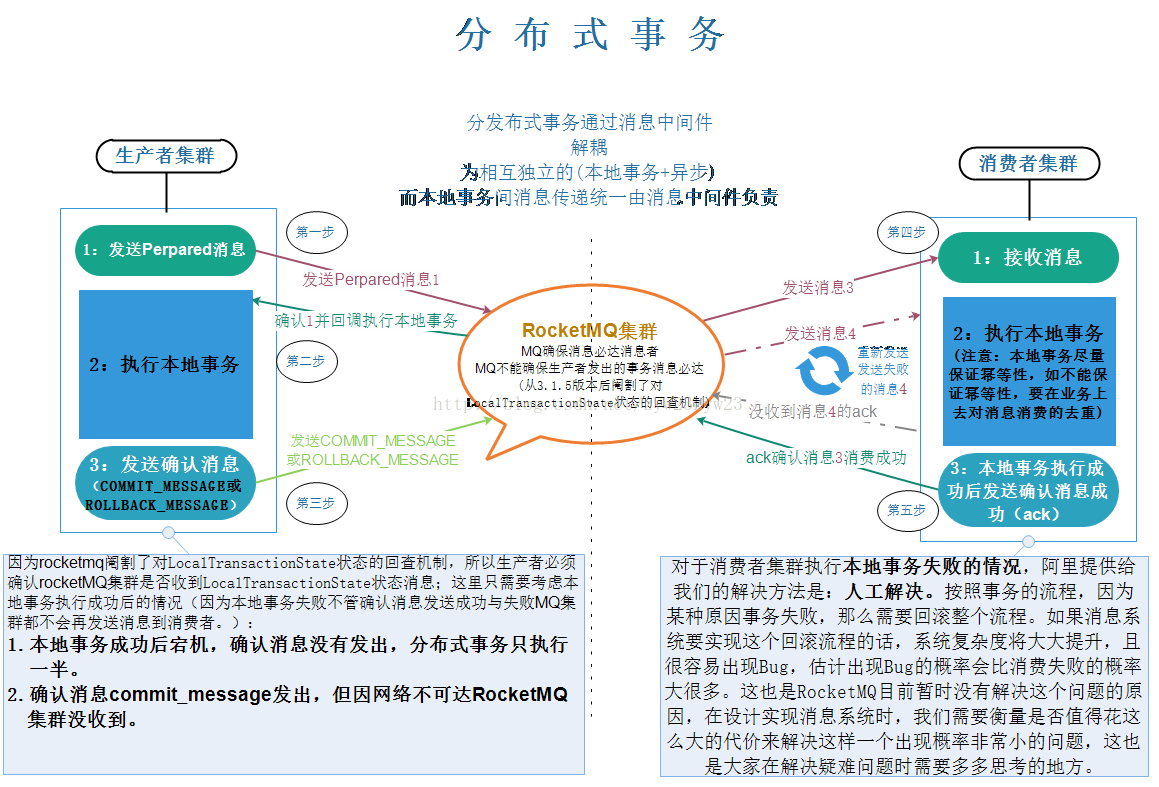 分 布 式 事 务
分发布式事务通过消息中间件
解耦
为相互独立的(本地事务+异步)
而本地事务间消息传递统一由消息中间件负责
生产者集群
1：发送Perpared消息
2：执行本地事务
3：发送确认消息
（COMMIT_MESSAGE或
ROLLBACK_MESSAGE）
第一步
发送Perpared消息1
确认1并回调执行本地事务
第二步
发送COMMIT_MESSAGE
或ROLLBACK_MESSAGE
第三步
RocketMQ集群
MQ确保消息必达消息者
MQ不能确保生产者发出的事务消息必达
（从3.1.5版本后阉割了对
LocalTransactionState状态的回查机制）
消费者集群
第四步
1：接收消息
发送消息3
发送消息4
重新发送
发送失败
的消息4
没收到消息4的ack
ack确认消息3消费成功
第五步
2：执行本地事务
(注意：本地事务尽量
保证幂等性，如不能保
证幂等性，要在业务上
去对消息消费的去重)
3：本地事务执行成
功后发送确认消息成
功（ack）
因为rocketmq阉割了对LocalTransactionState状态的回查机制，所以生产者必须
确认rocketMQ集群是否收到LocalTransactionState状态消息；这里只需要考虑本
地事务执行成功后的情况（因为本地事务失败不管确认消息发送成功与失败MQ集
群都不会再发送消息到消费者。）：
1.本地事务成功后宕机，确认消息没有发出，分布式事务只执行
一半。
2.确认消息commit_message发出，但因网络不可达RocketMQ
集群没收到。
对于消费者集群执行本地事务失败的情况，阿里提供给
我们的解决方法是：人工解决。按照事务的流程，因为
某种原因事务失败，那么需要回滚整个流程。如果消息系
统要实现这个回滚流程的话，系统复杂度将大大提升，且
很容易出现Bug，估计出现Bug的概率会比消费失败的概率
大很多。这也是RocketMQ目前暂时没有解决这个问题的原
因，在设计实现消息系统时，我们需要衡量是否值得花这
么大的代价来解决这样一个出现概率非常小的问题，这也
是大家在解决疑难问题时需要多多思考的地方。